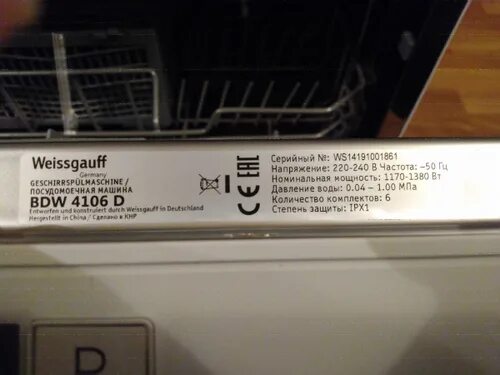 Weissgauff
Germany
GESCHIRRSPÜLMASCHINE /
ПОСУДОМОЕЧНАЯ МАШИНА
BDW 4106 D
Entworfen und konstruiert durch Weissgauff in Deutschland
Hergestellt in China / Сделано в КНР
CE EAC
Серийный №: WS14191001861
Напряжение: 220-240 В Частота: ~50 Гц
Номинальная мощность: 1170-1380 Вт
Давление воды: 0.04 – 1.00 МПа
Количество комплектов: 6
Степень защиты: IPX1